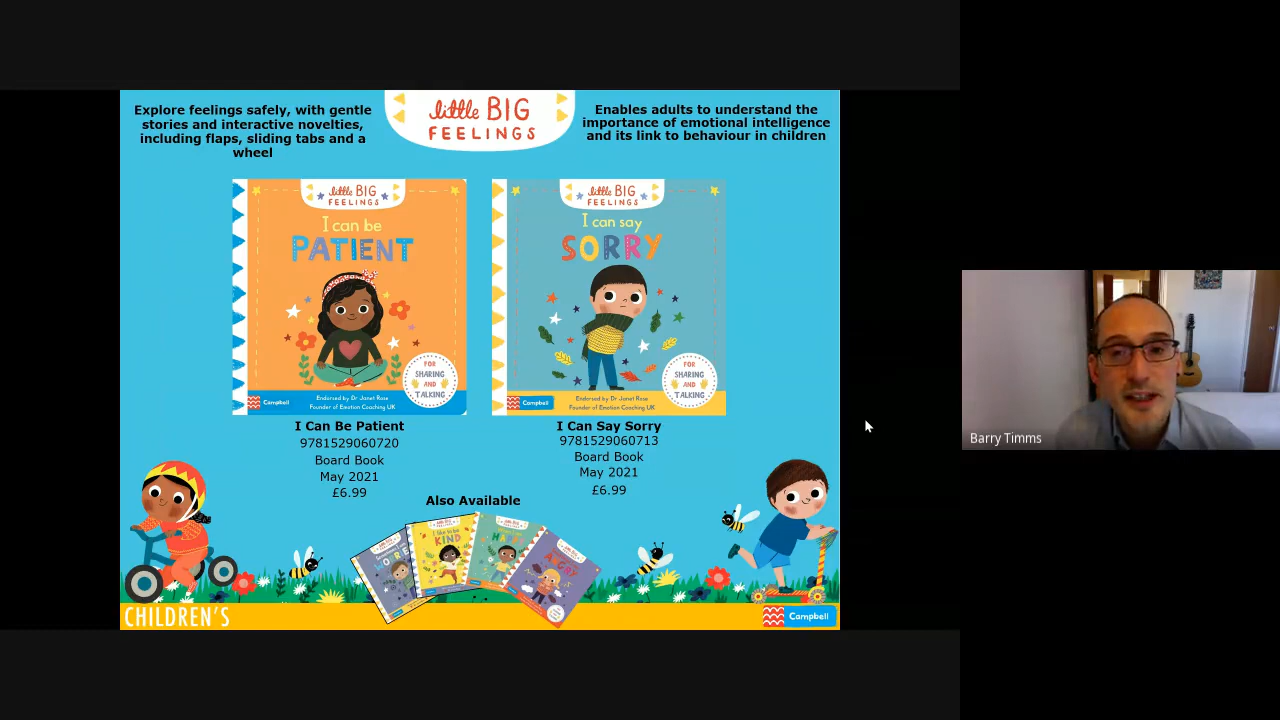 Explore feelings safely, with gentle
stories and interactive novelties,
including flaps, sliding tabs and a
wheel
little BIG
FEELINGS
Enables adults to understand the
importance of emotional intelligence
and its link to behaviour in children
little BIG
FEELINGS
I can be
PATIENT
FOR
SHARING
AND
TALKING
Campbell
Endorsed by Dr Janet Rose
Founder of Emotion Coaching UK
little BIG
FEELINGS
I can say
SORRY
FOR
SHARING
AND
TALKING
Campbell
Endorsed by Dr Janet Rose
Founder of Emotion Coaching UK
I Can Be Patient
9781529060720
Board Book
May 2021
£6.99
I Can Say Sorry
9781529060713
Board Book
May 2021
£6.99
Also Available
KIND
ANGRY
CHILDREN'S
Campbell
Barry Timms